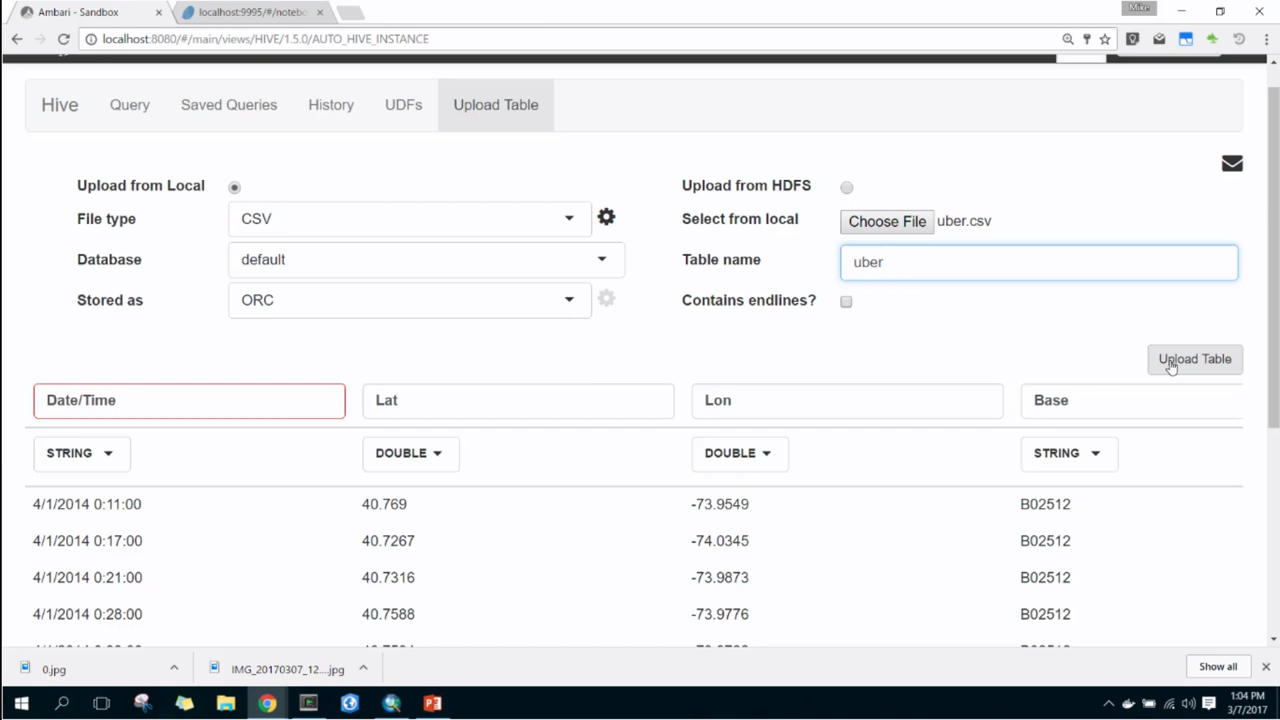 Ambari - Sandbox
localhost:9995/#/notebo
Mike
localhost:8080/#/main/views/HIVE/1.5.0/AUTO_HIVE_INSTANCE
Hive Query Saved Queries History UDFs Upload Table
Upload from Local Upload from HDFS
File type CSV Select from local Choose File uber.csv
Database default Table name uber
Stored as ORC Contains endlines?
Upload Table
Date/Time Lat Lon Base
STRING DOUBLE DOUBLE STRING
4/1/2014 0:11:00 40.769 -73.9549 B02512
4/1/2014 0:17:00 40.7267 -74.0345 B02512
4/1/2014 0:21:00 40.7316 -73.9873 B02512
4/1/2014 0:28:00 40.7588 -73.9776 B02512
0.jpg IMG_20170307_12....jpg Show all
1:04 PM
3/7/2017